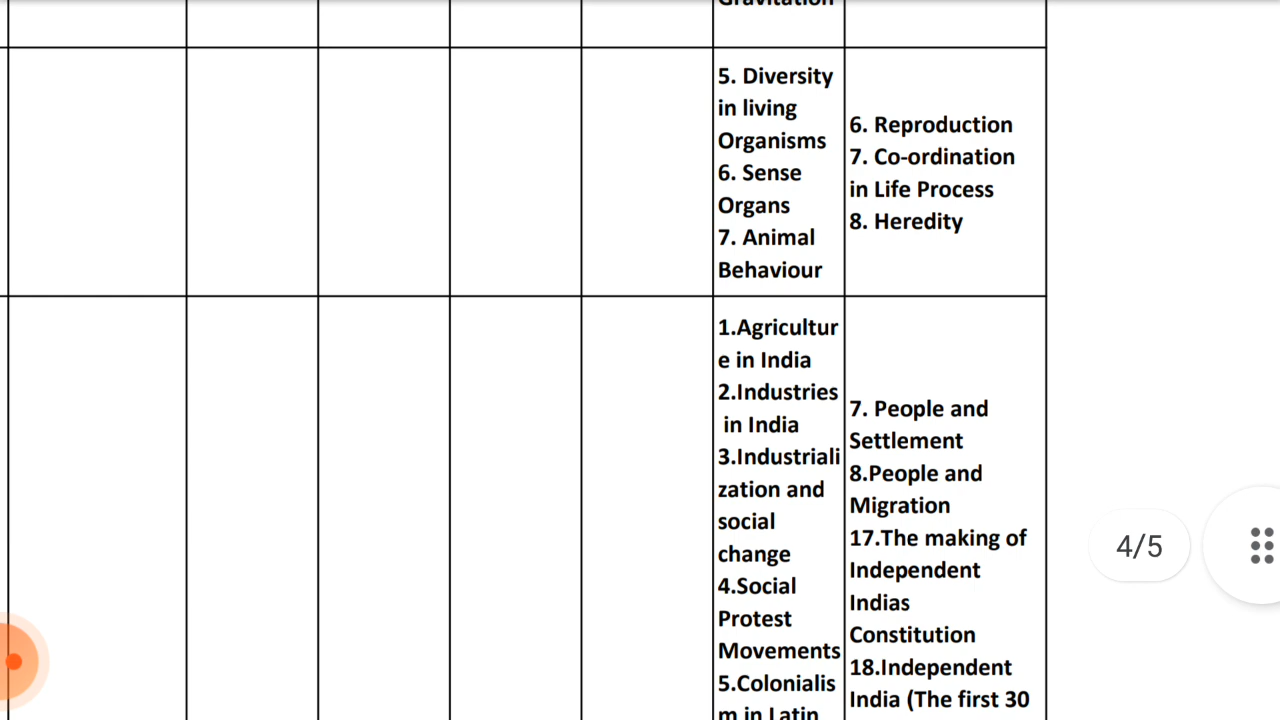 Gravitation
5. Diversity
in living
Organisms
6. Sense
Organs
7. Animal
Behaviour
6. Reproduction
7. Co-ordination
in Life Process
8. Heredity
1.Agricultur
e in India
2.Industries
in India
3.Industriali
zation and
social
change
4.Social
Protest
Movements
5.Colonialis
m in Latin
7. People and
Settlement
8.People and
Migration
17.The making of
Independent
Indias
Constitution
18.Independent
India (The first 30
4/5